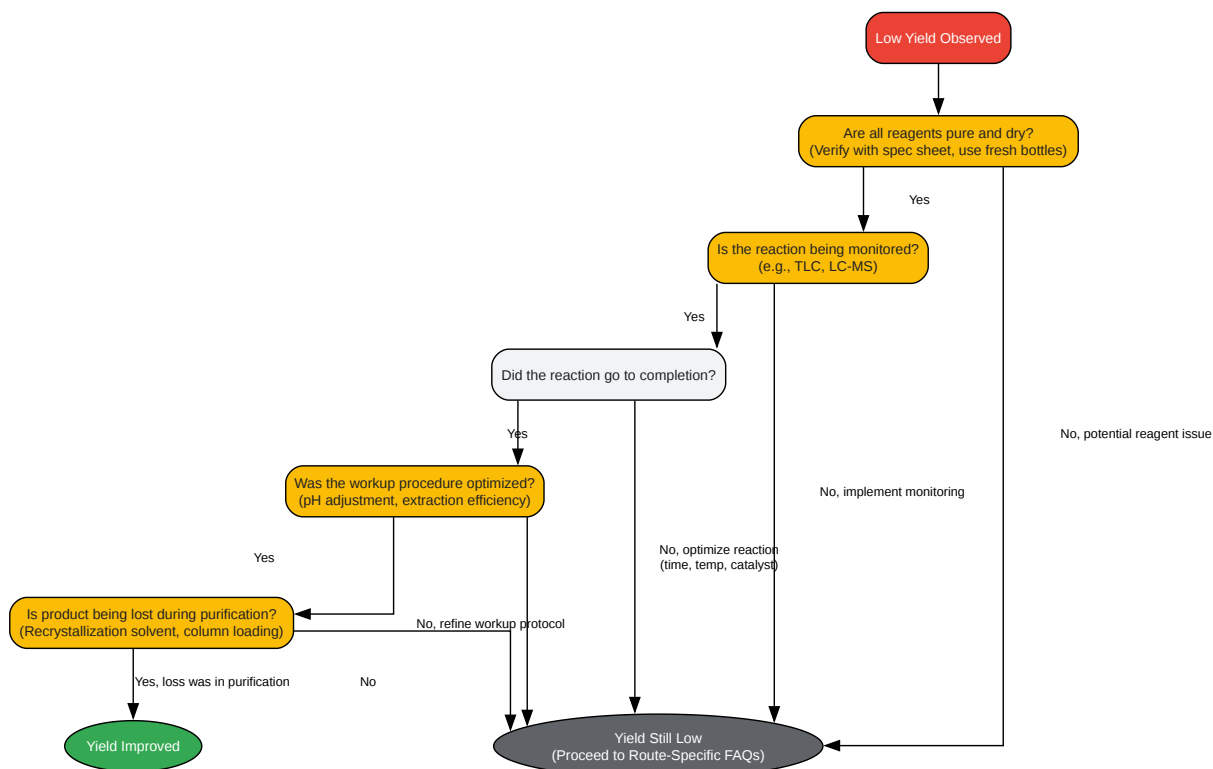 Low Yield Observed
Are all reagents pure and dry?
(Verify with spec sheet, use fresh bottles)
Yes
Is the reaction being monitored?
(e.g., TLC, LC-MS)
Yes
Did the reaction go to completion?
Yes
No, potential reagent issue
Was the workup procedure optimized?
(pH adjustment, extraction efficiency)
No, implement monitoring
Yes
No, optimize reaction
(time, temp, catalyst)
Is product being lost during purification?
(Recrystallization solvent, column loading)
No, refine workup protocol
Yes, loss was in purification
No
Yield Improved
Yield Still Low
(Proceed to Route-Specific FAQs)